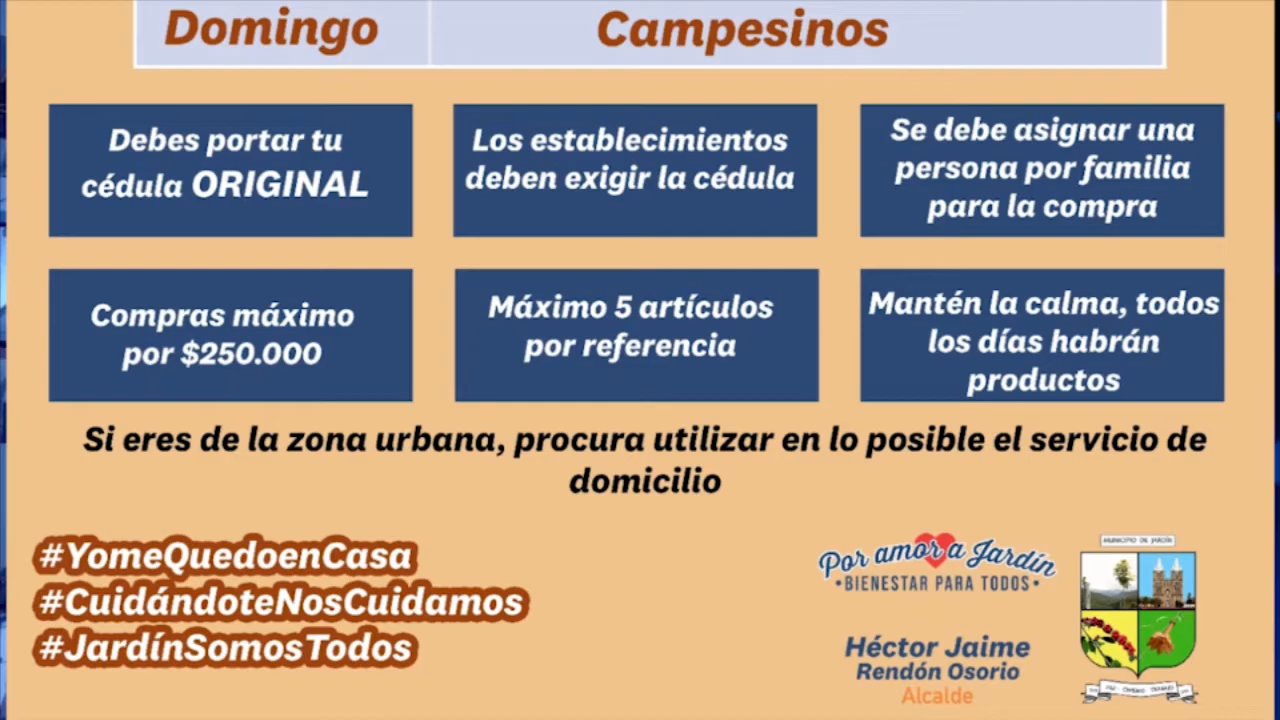 Domingo Campesinos
Debes portar tu
cédula ORIGINAL
Los establecimientos
deben exigir la cédula
Se debe asignar una
persona por familia
para la compra
Compras máximo
por $250.000
Máximo 5 artículos
por referencia
Mantén la calma, todos
los días habrán
productos
Si eres de la zona urbana, procura utilizar en lo posible el servicio de
domicilio
#YomeQuedoenCasa
#CuidándoteNosCuidamos
#JardínSomosTodos
Por amor a Jardín
•BIENESTAR PARA TODOS•
Héctor Jaime
Rendón Osorio
Alcalde
MUNICIPIO DE JARDÍN